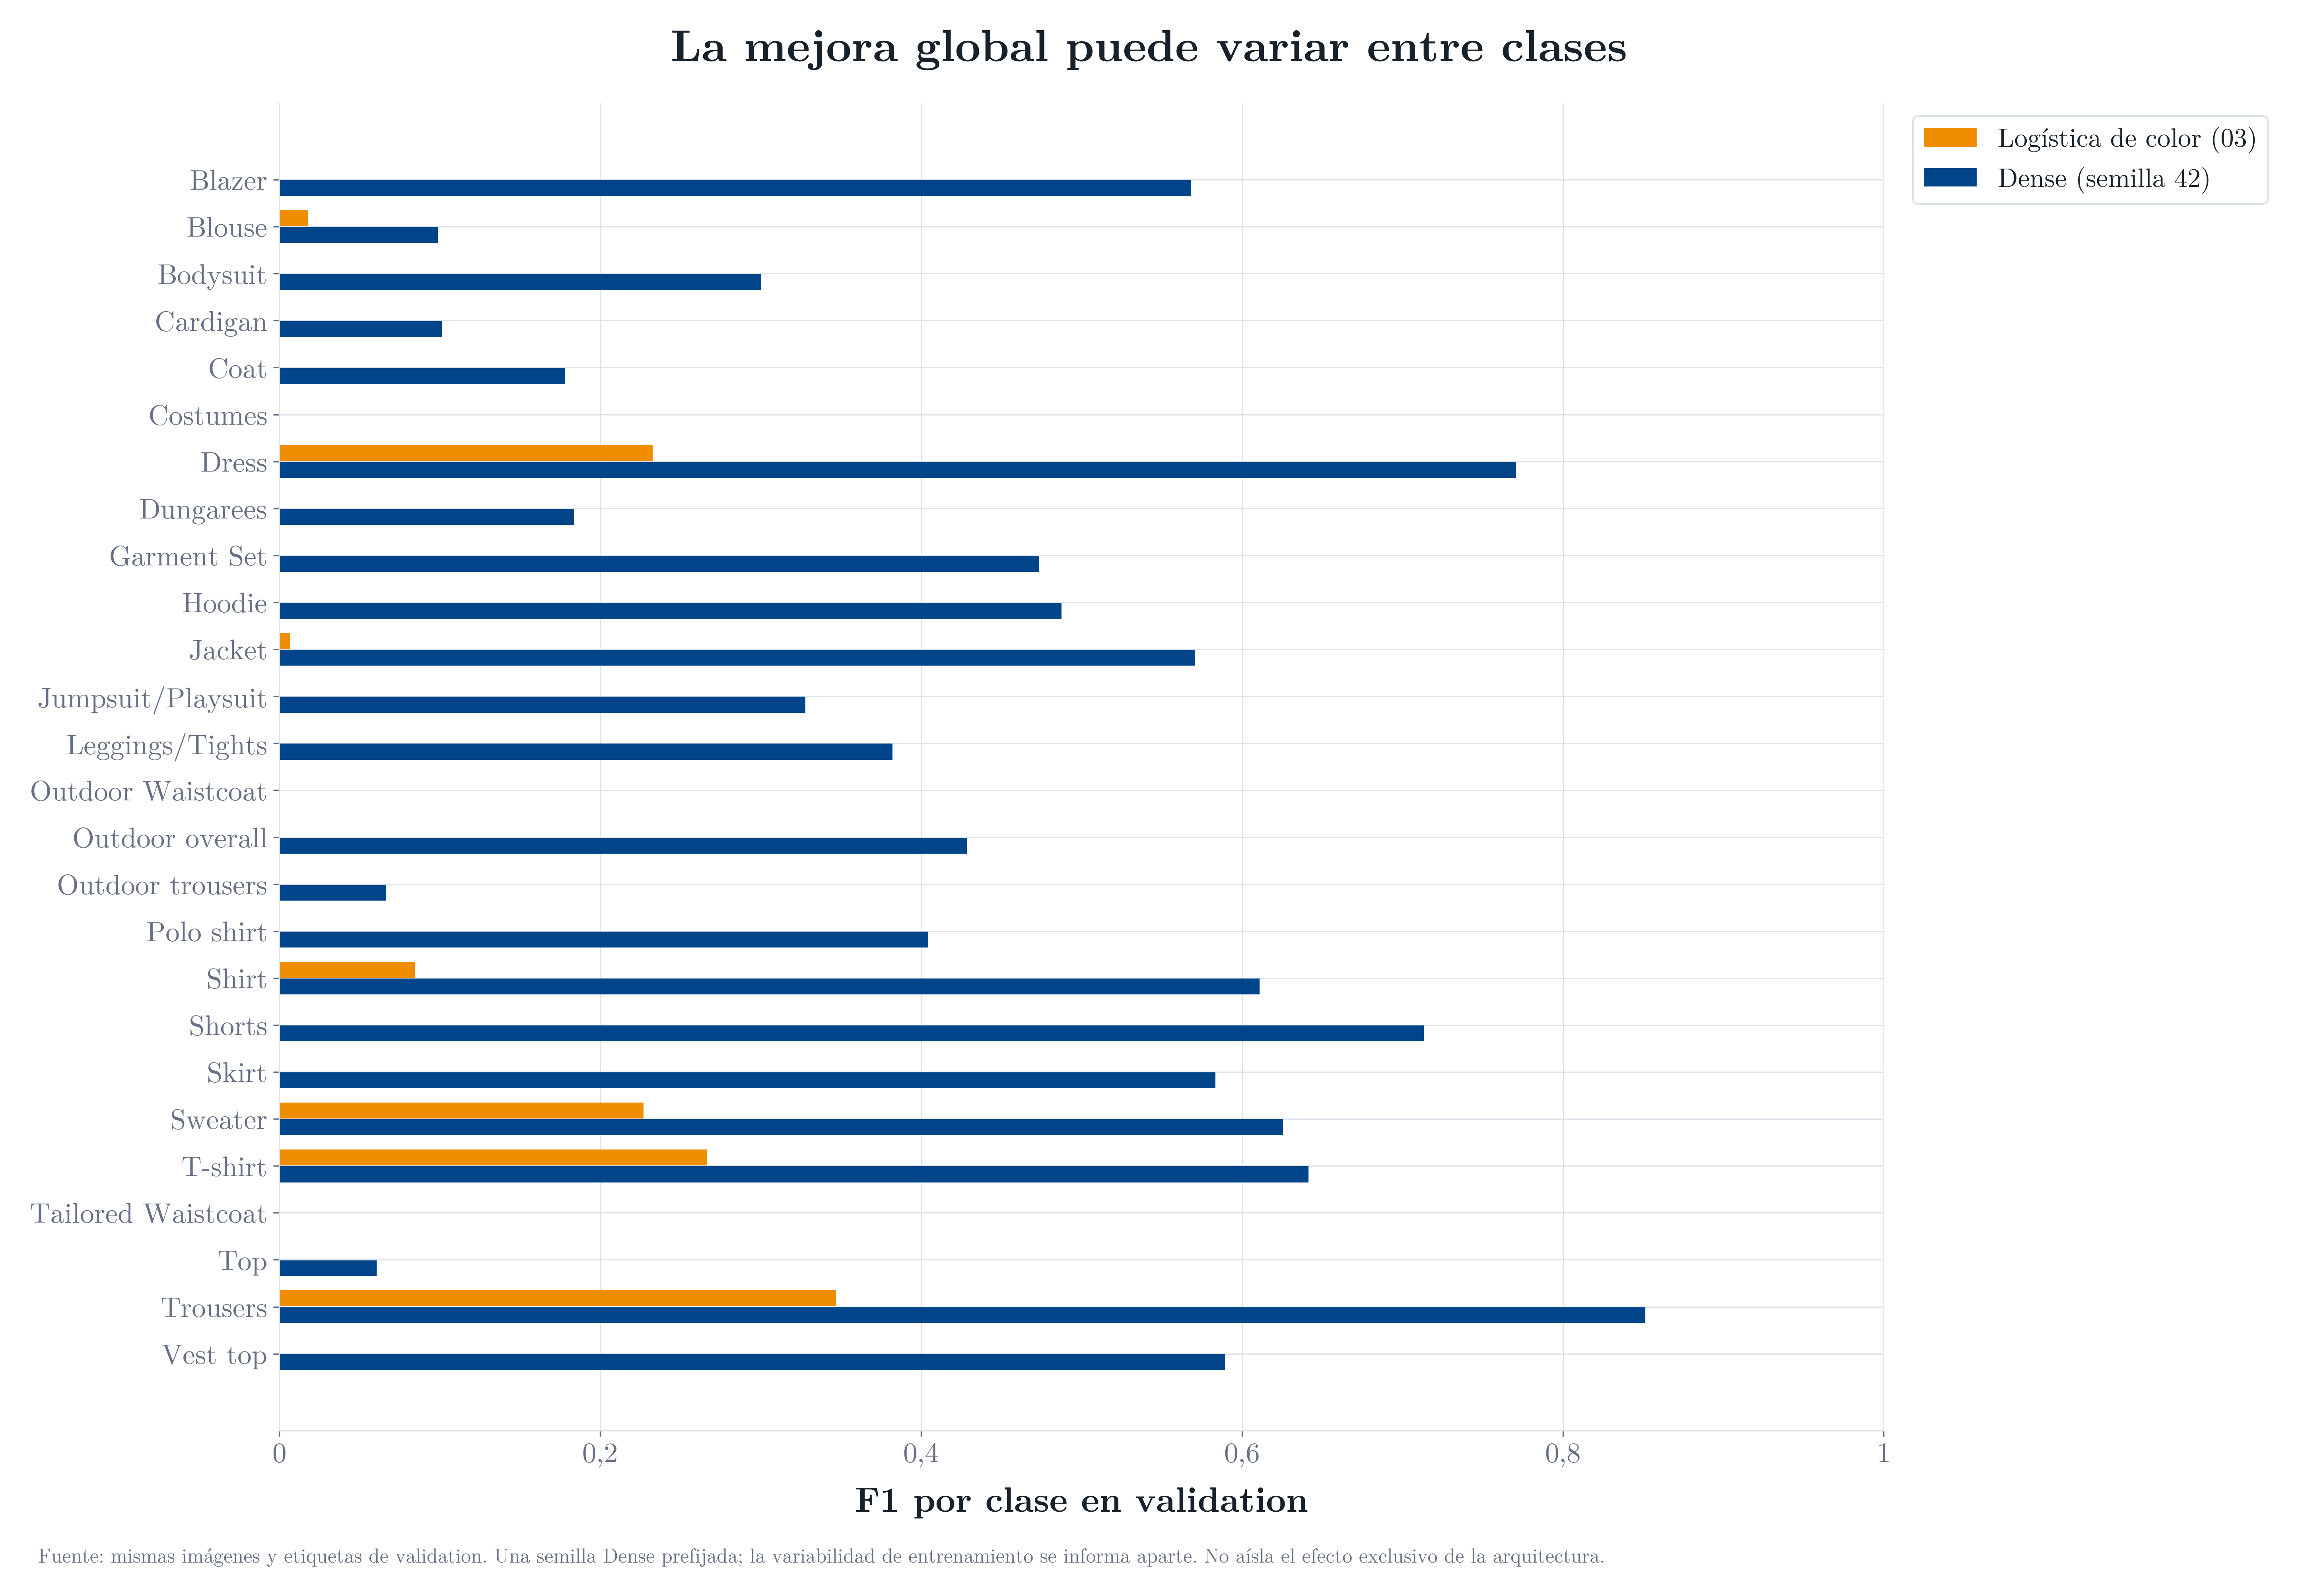 La mejora global puede variar entre clases
Logística de color (03)
Dense (semilla 42)
Blazer
Blouse
Bodysuit
Cardigan
Coat
Costumes
Dress
Dungarees
Garment Set
Hoodie
Jacket
Jumpsuit/Playsuit
Leggings/Tights
Outdoor Waistcoat
Outdoor overall
Outdoor trousers
Polo shirt
Shirt
Shorts
Skirt
Sweater
T-shirt
Tailored Waistcoat
Top
Trousers
Vest top
0 0,2 0,4 0,6 0,8 1
F1 por clase en validation
Fuente: mismas imágenes y etiquetas de validation. Una semilla Dense prefijada; la variabilidad de entrenamiento se informa aparte. No aísla el efecto exclusivo de la arquitectura.